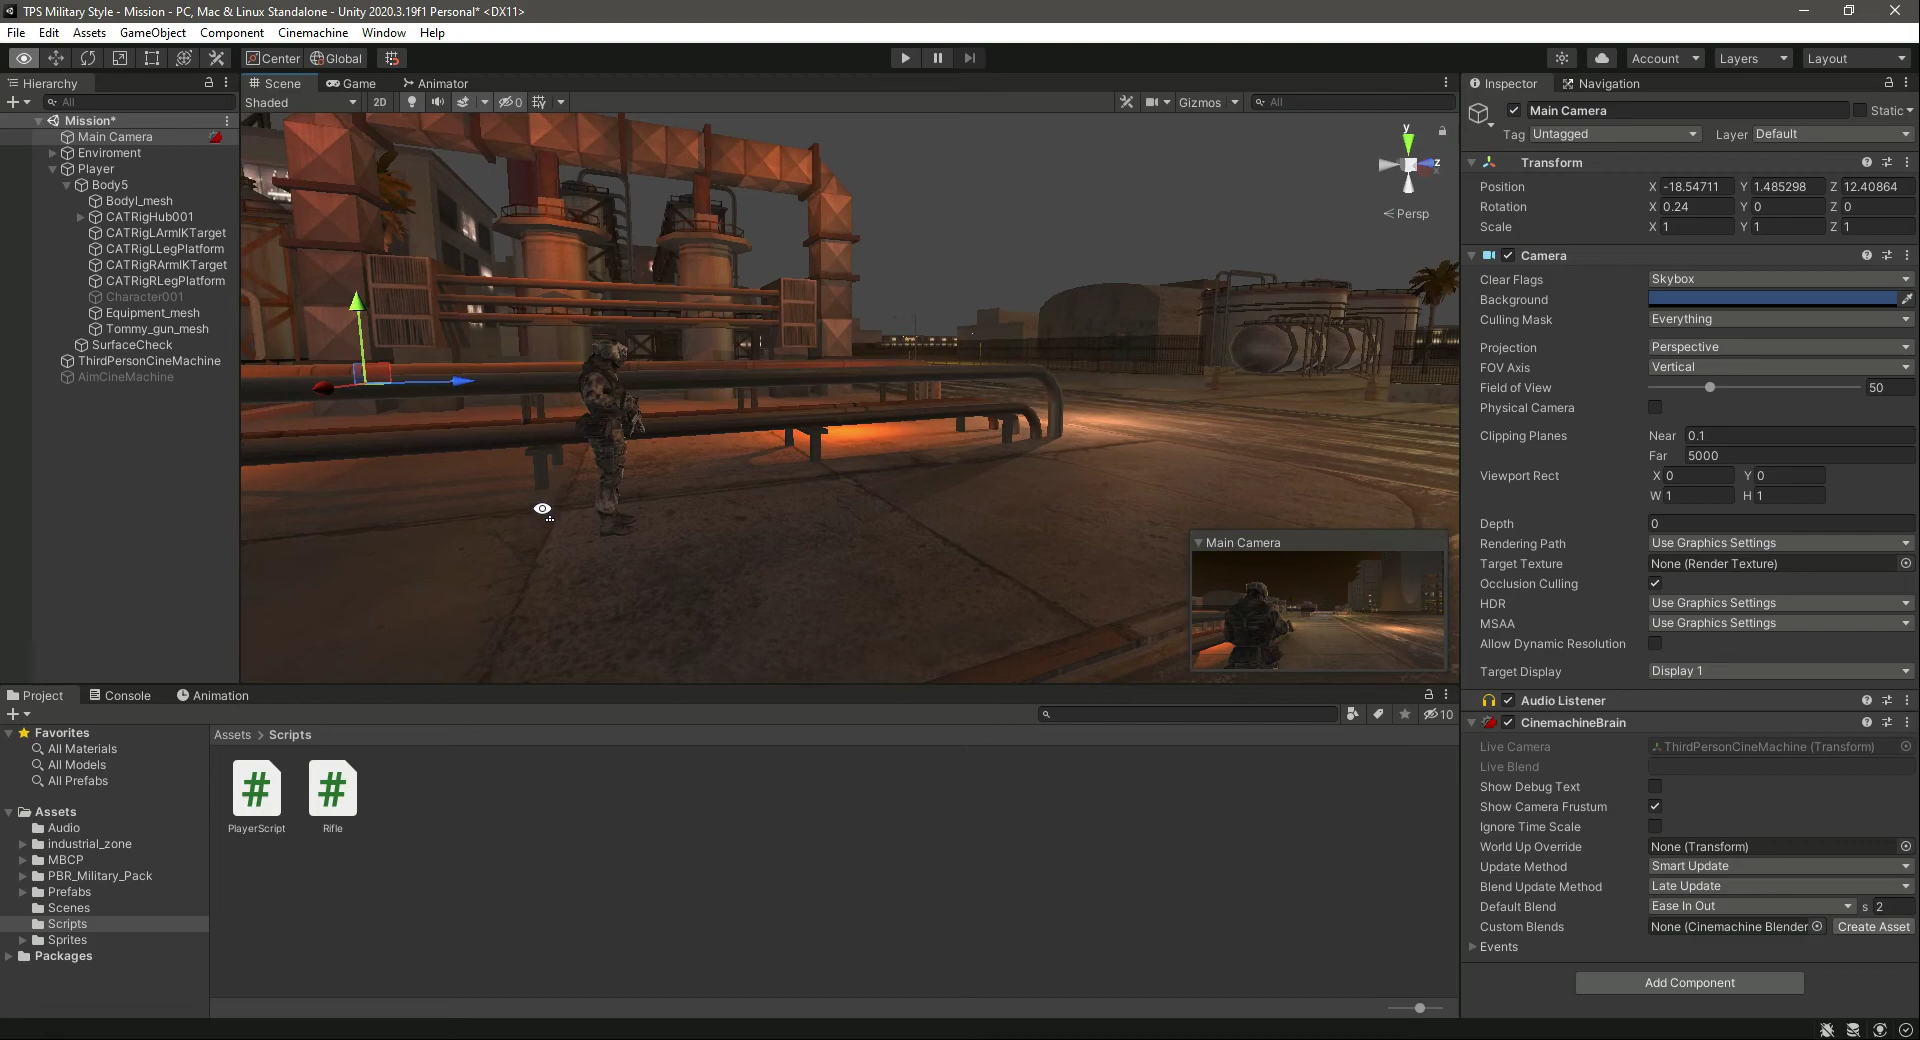 TPS Military Style - Mission - PC, Mac & Linux Standalone - Unity 2020.3.19f1 Personal* <DX11>
File Edit Assets GameObject Component Cinemachine Window Help
Center Global Account Layers Layout
Hierarchy
All
Mission*
Main Camera
Enviroment
Player
Body5
Bodyl_mesh
CATRigHub001
CATRigLArmIKTarget
CATRigLLegPlatform
CATRigRArmIKTarget
CATRigRLegPlatform
Character001
Equipment_mesh
Tommy_gun_mesh
SurfaceCheck
ThirdPersonCineMachine
AimCineMachine
Scene Game Animator
Shaded 2D 0 Gizmos All
y
z
x
Persp
Main Camera
Project Console Animation
10
Favorites
All Materials
All Models
All Prefabs
Assets
Audio
industrial_zone
MBCP
PBR_Military_Pack
Prefabs
Scenes
Scripts
Sprites
Packages
Assets > Scripts
#
PlayerScript
#
Rifle
Inspector Navigation
Main Camera Static
Tag Untagged Layer Default
Transform
Position X -18.54711 Y 1.485298 Z 12.40864
Rotation X 0.24 Y 0 Z 0
Scale X 1 Y 1 Z 1
Camera
Clear Flags Skybox
Background
Culling Mask Everything
Projection Perspective
FOV Axis Vertical
Field of View 50
Physical Camera
Clipping Planes Near 0.1
Far 5000
Viewport Rect X 0 Y 0
W 1 H 1
Depth 0
Rendering Path Use Graphics Settings
Target Texture None (Render Texture)
Occlusion Culling
HDR Use Graphics Settings
MSAA Use Graphics Settings
Allow Dynamic Resolution
Target Display Display 1
Audio Listener
CinemachineBrain
Live Camera ThirdPersonCineMachine (Transform)
Live Blend
Show Debug Text
Show Camera Frustum
Ignore Time Scale
World Up Override None (Transform)
Update Method Smart Update
Blend Update Method Late Update
Default Blend Ease In Out s 2
Custom Blends None (Cinemachine Blender Create Asset
Events
Add Component